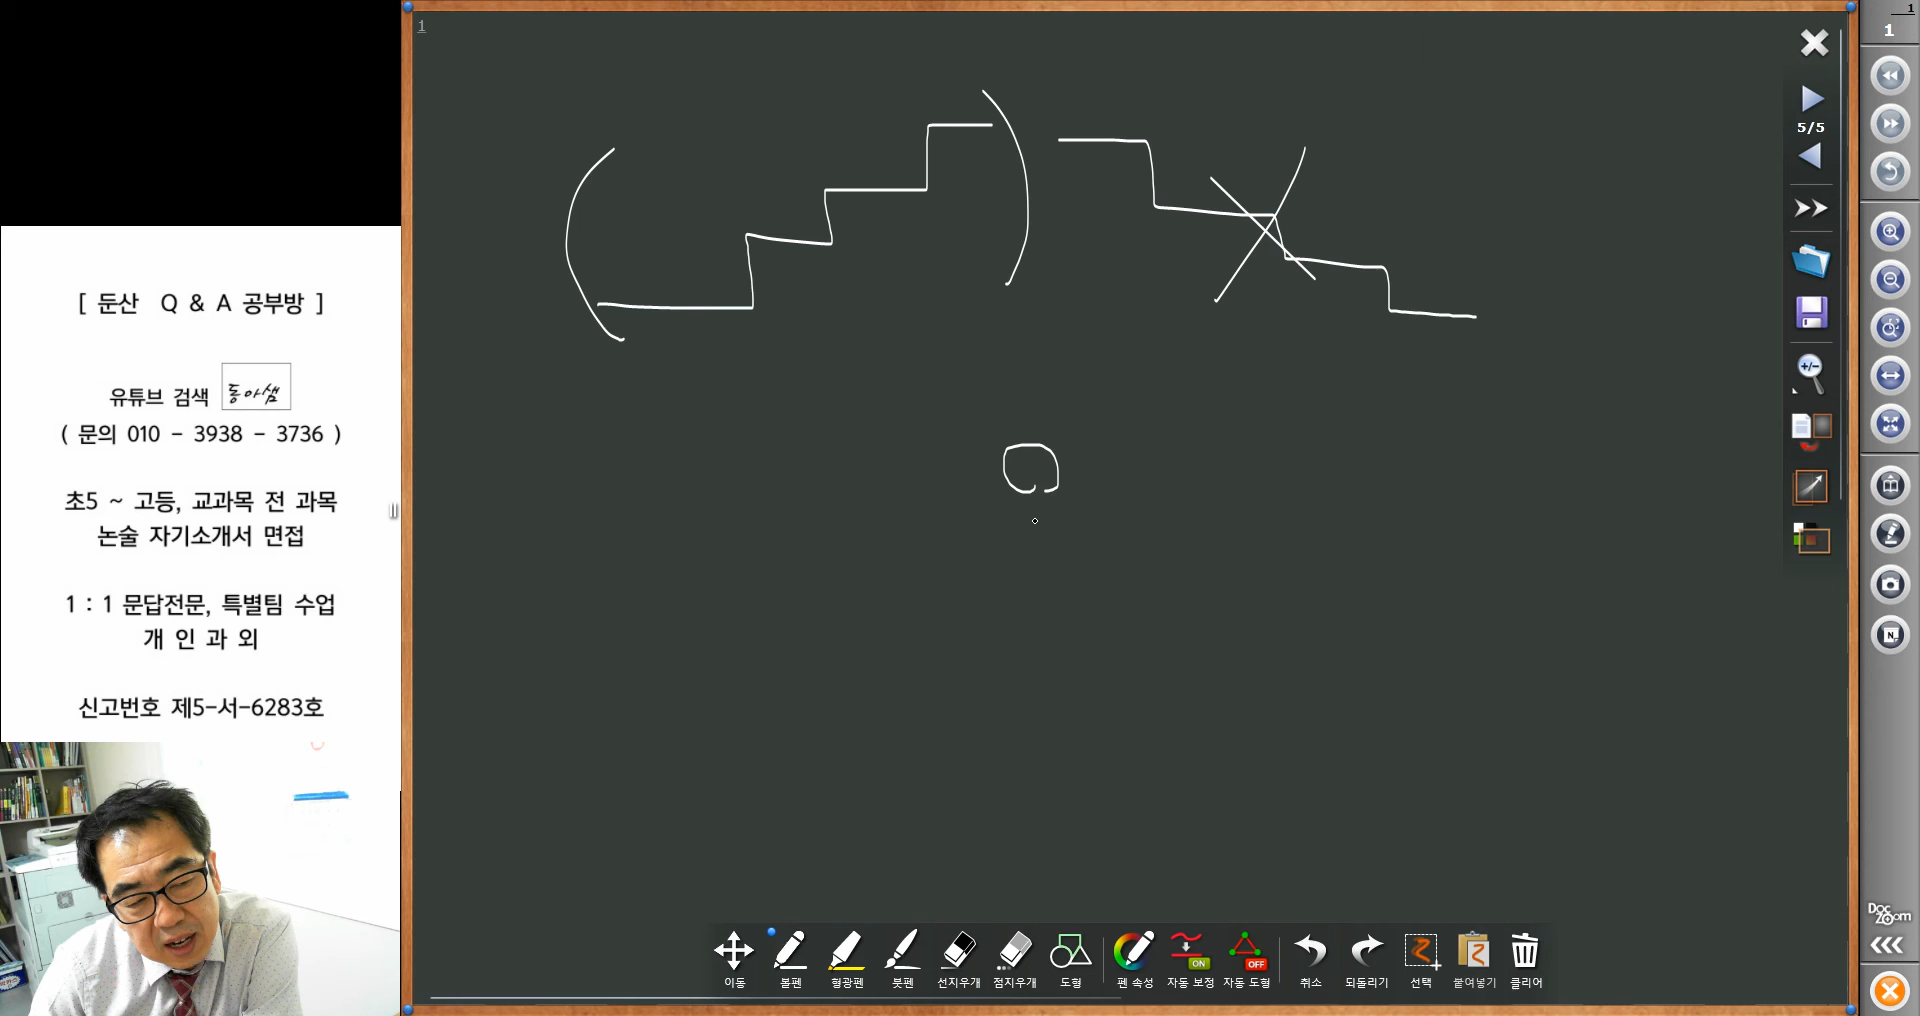 [ 둔산 Q & A 공부방 ]
유튜브 검색 동아샘
( 문의 010 - 3938 - 3736 )
초5 ~ 고등, 교과목 전 과목
논술 자기소개서 면접
1 : 1 문답전문, 특별팀 수업
개 인 과 외
신고번호 제5-서-6283호
1
5/5
+/-
1
1
N
Doc
Zoom
ON
OFF
이동
볼펜
형광펜
붓펜
선지우개
점지우개
도형
펜 속성
자동 보정
자동 도형
취소
되돌리기
선택
붙여넣기
클리어